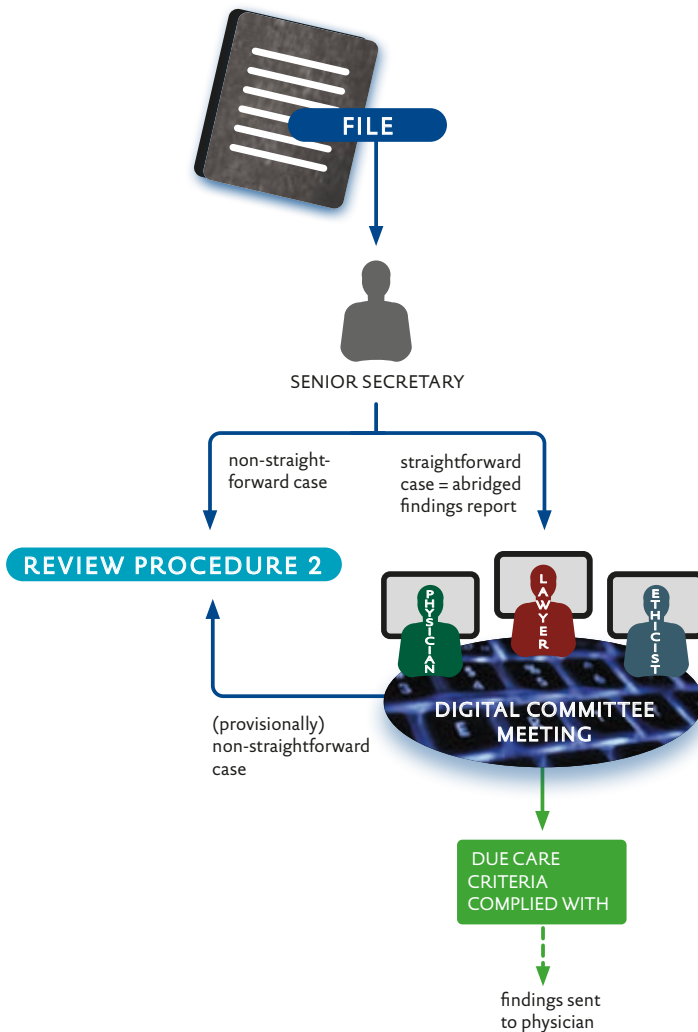 FILE
SENIOR SECRETARY
non-straight-
forward case
straightforward
case = abridged
findings report
REVIEW PROCEDURE 2
PHYSICIAN
LAWYER
ETHICIST
DIGITAL COMMITTEE
MEETING
(provisionally)
non-straightforward
case
DUE CARE
CRITERIA
COMPLIED WITH
findings sent
to physician